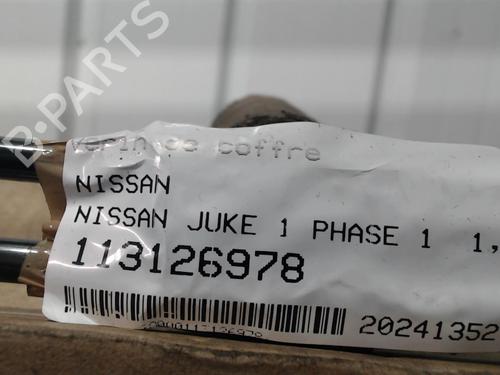 B-PARTS
Verin de coffre
NISSAN
NISSAN JUKE 1 PHASE 1 1,
113126978
20241352